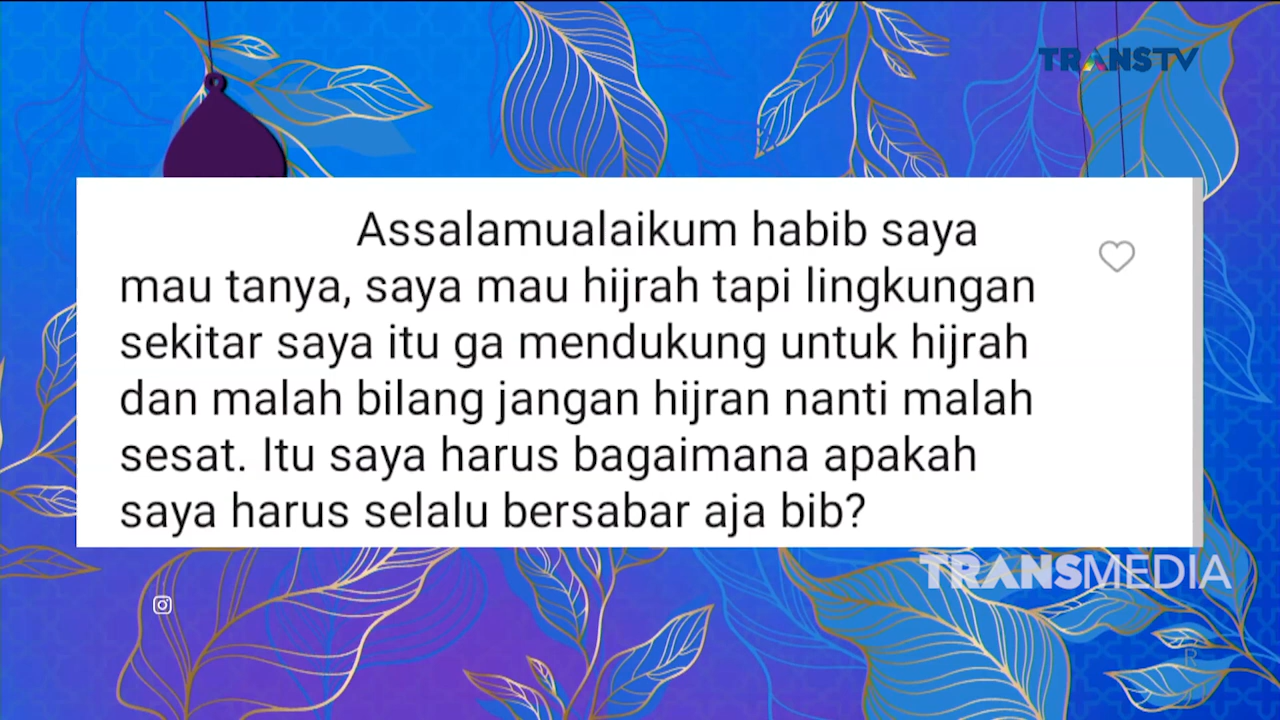 TRANSTV
Assalamualaikum habib saya
mau tanya, saya mau hijrah tapi lingkungan
sekitar saya itu ga mendukung untuk hijrah
dan malah bilang jangan hijran nanti malah
sesat. Itu saya harus bagaimana apakah
saya harus selalu bersabar aja bib?
TRANSMEDIA
R